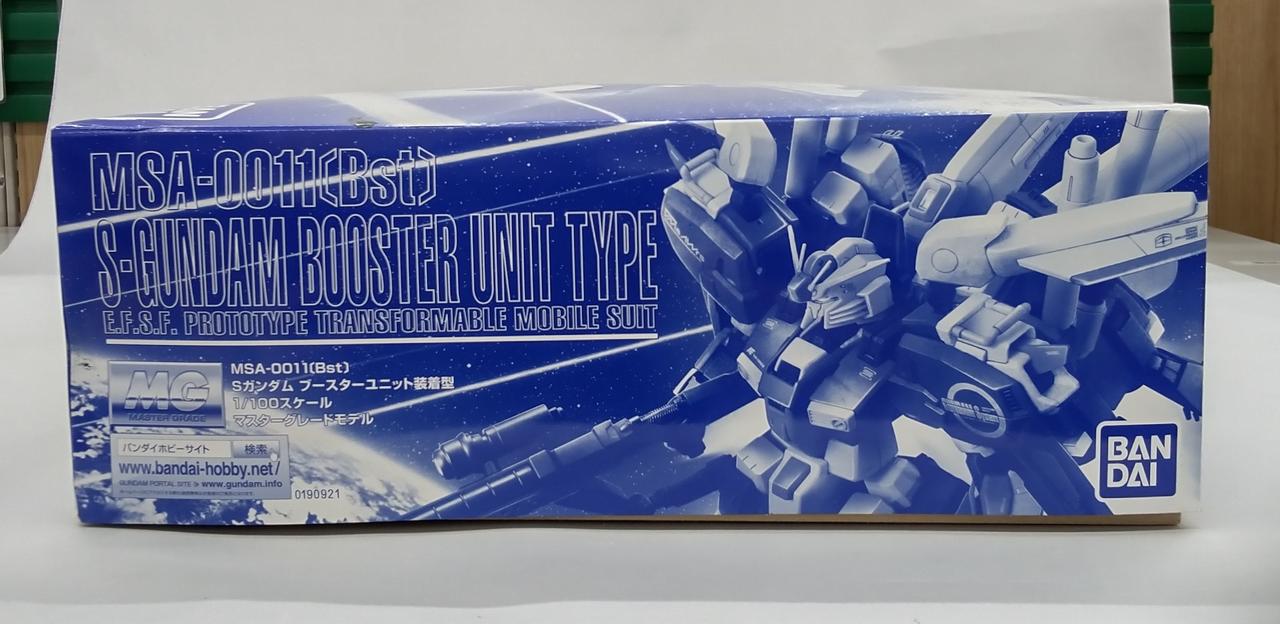 MSA-0011(Bst)
S-GUNDAM BOOSTER UNIT TYPE
E.F.S.F. PROTOTYPE TRANSFORMABLE MOBILE SUIT
MG
MASTER GRADE
MSA-0011(Bst)
Sガンダム ブースターユニット装着型
1/100スケール
マスターグレードモデル
バンダイホビーサイト 検索
www.bandai-hobby.net/
GUNDAM PORTAL SITE www.gundam.info
0190921
BAN
DAI